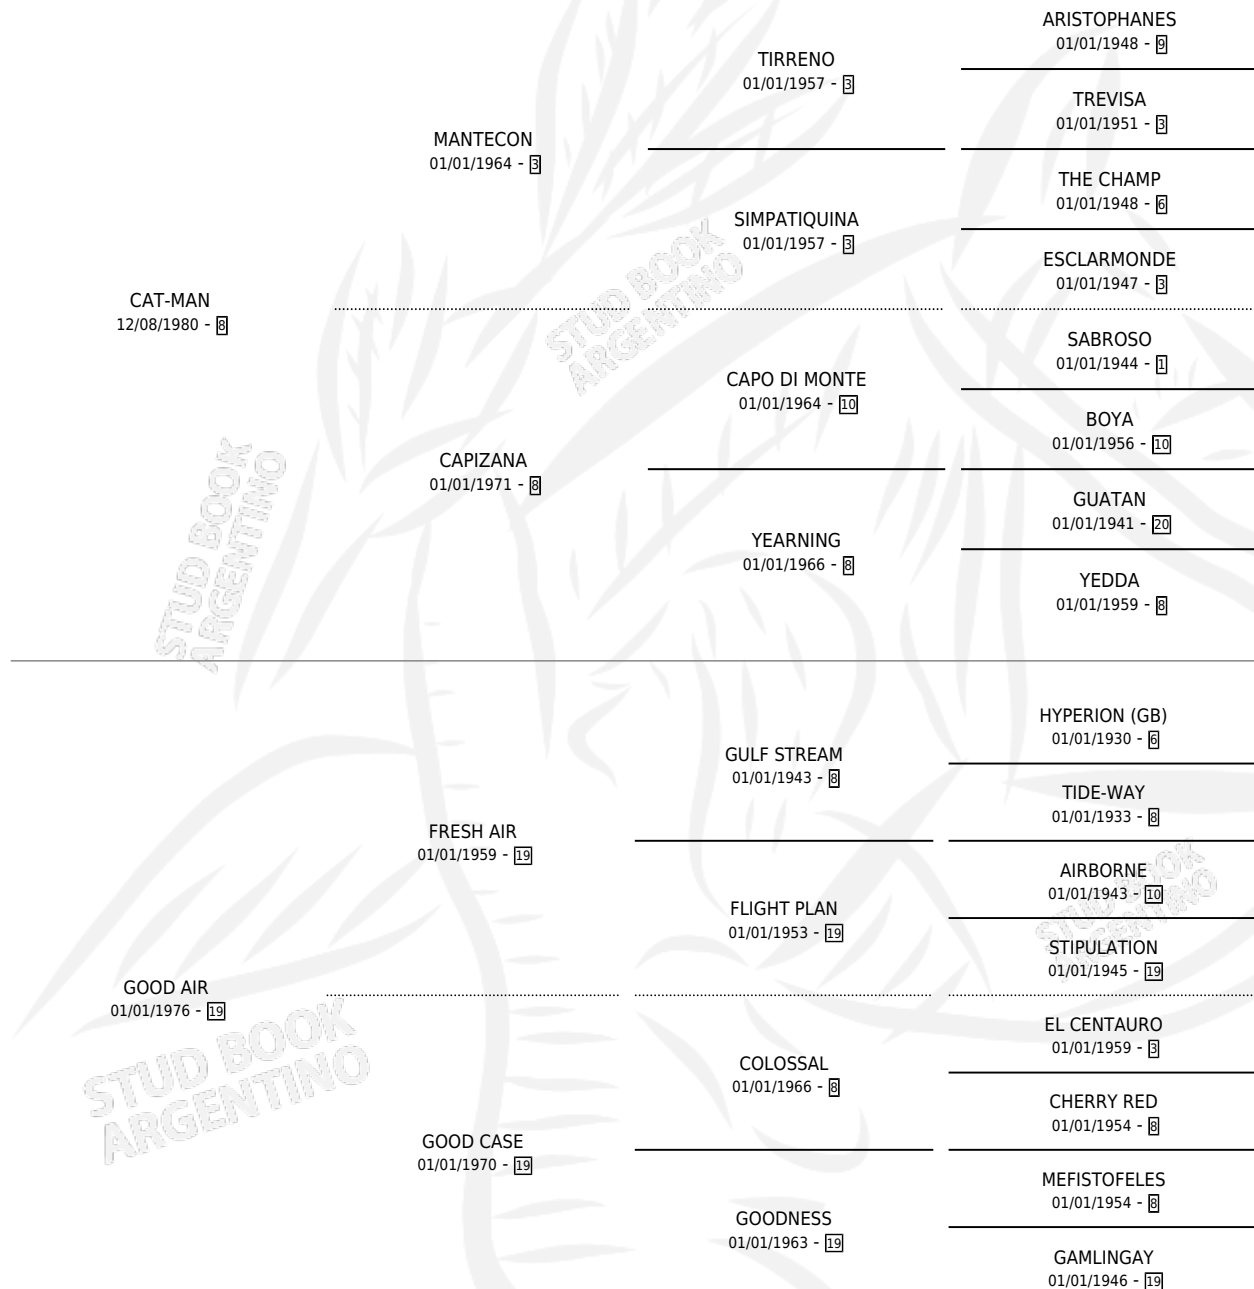 ARISTOPHANES
01/01/1948 - 9
TIRRENO
01/01/1957 - 3
TREVISA
01/01/1951 - 3
MANTECON
01/01/1964 - 3
THE CHAMP
01/01/1948 - 6
SIMPATIQUINA
01/01/1957 - 3
ESCLARMONDE
01/01/1947 - 3
CAT-MAN
12/08/1980 - 8
STUD BOOK
ARGENTINO
SABROSO
01/01/1944 - 1
CAPO DI MONTE
01/01/1964 - 10
BOYA
01/01/1956 - 10
CAPIZANA
01/01/1971 - 8
GUATAN
01/01/1941 - 20
YEARNING
01/01/1966 - 8
YEDDA
01/01/1959 - 8
STUD BOOK
ARGENTINO
HYPERION (GB)
01/01/1930 - 6
GULF STREAM
01/01/1943 - 8
TIDE-WAY
01/01/1933 - 8
FRESH AIR
01/01/1959 - 19
AIRBORNE
01/01/1943 - 10
FLIGHT PLAN
01/01/1953 - 19
STIPULATION
01/01/1945 - 19
STUD BOOK
ARGENTINO
GOOD AIR
01/01/1976 - 19
EL CENTAURO
01/01/1959 - 3
COLOSSAL
01/01/1966 - 8
CHERRY RED
01/01/1954 - 8
STUD BOOK
ARGENTINO
GOOD CASE
01/01/1970 - 19
MEFISTOFELES
01/01/1954 - 8
GOODNESS
01/01/1963 - 19
GAMLINGAY
01/01/1946 - 19